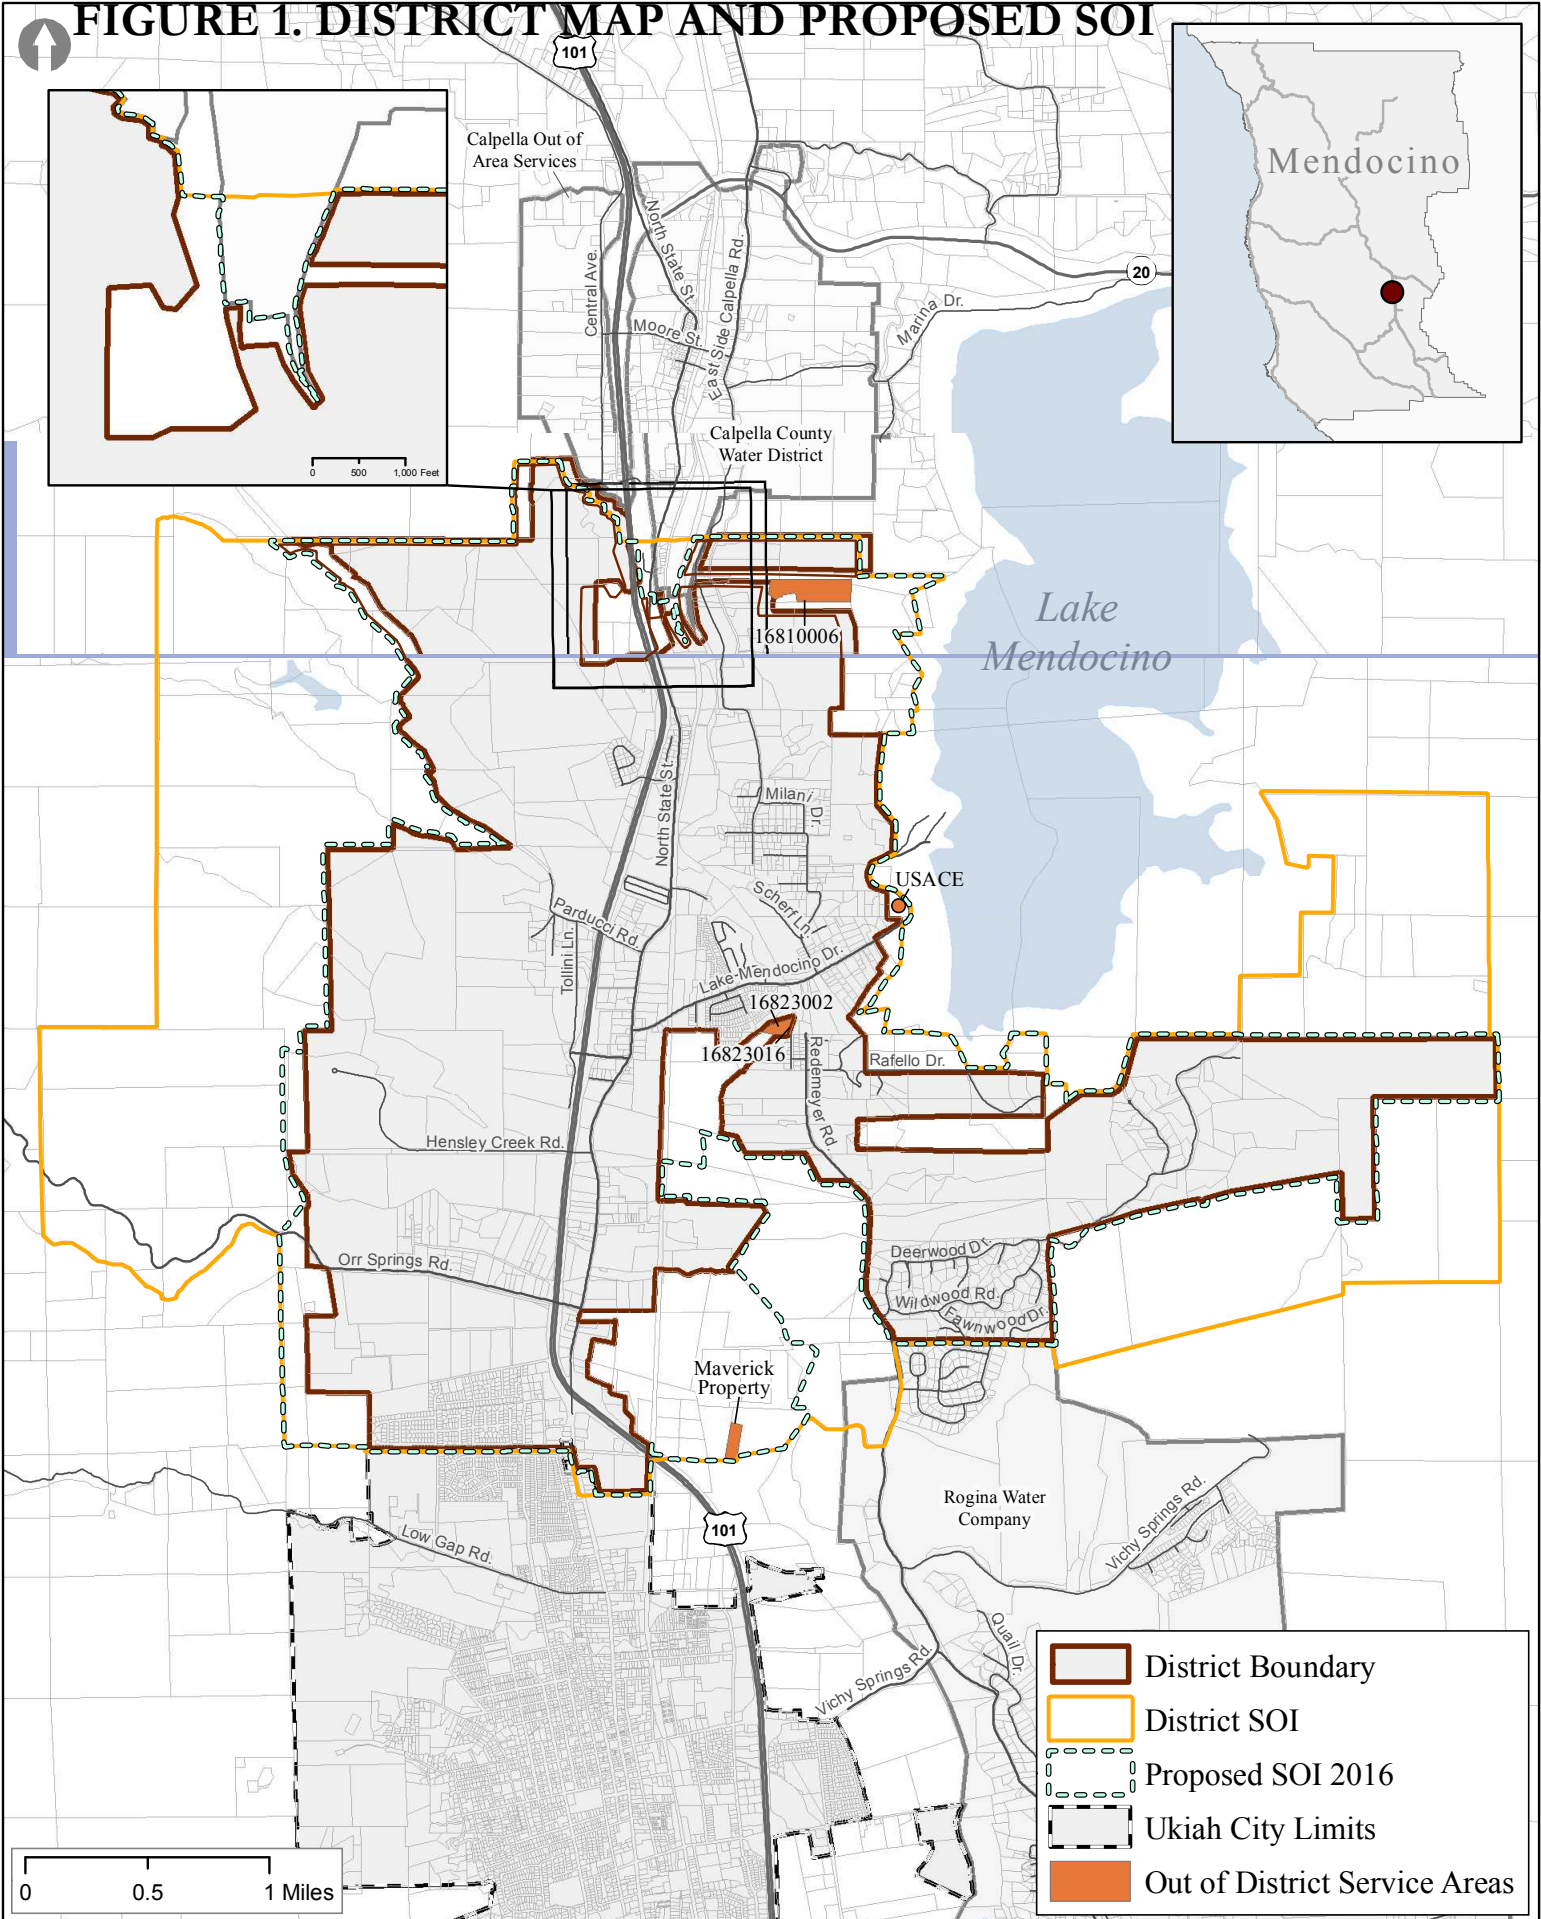 FIGURE 1. DISTRICT MAP AND PROPOSED SOI
101
Mendocino
Calpella Out of
Area Services
North State St.
Central Ave.
East Side Calpella Rd.
20
Marina Dr.
Moore St.
Calpella County
Water District
0 500 1,000 Feet
Lake
Mendocino
16810006
North State St.
Milani Dr.
USACE
Scherf Ln.
Parducci Rd.
Tollini Ln.
Lake Mendocino Dr.
16823002
16823016
Redemeyer Rd.
Rafello Dr.
Hensley Creek Rd.
Orr Springs Rd.
Deerwood Dr.
Wildwood Rd.
Fawnwood Dr.
Maverick
Property
Rogina Water
Company
Vichy Springs Rd.
101
Low Gap Rd.
Quail Dr.
Vichy Springs Rd.
District Boundary
District SOI
Proposed SOI 2016
Ukiah City Limits
Out of District Service Areas
0 0.5 1 Miles